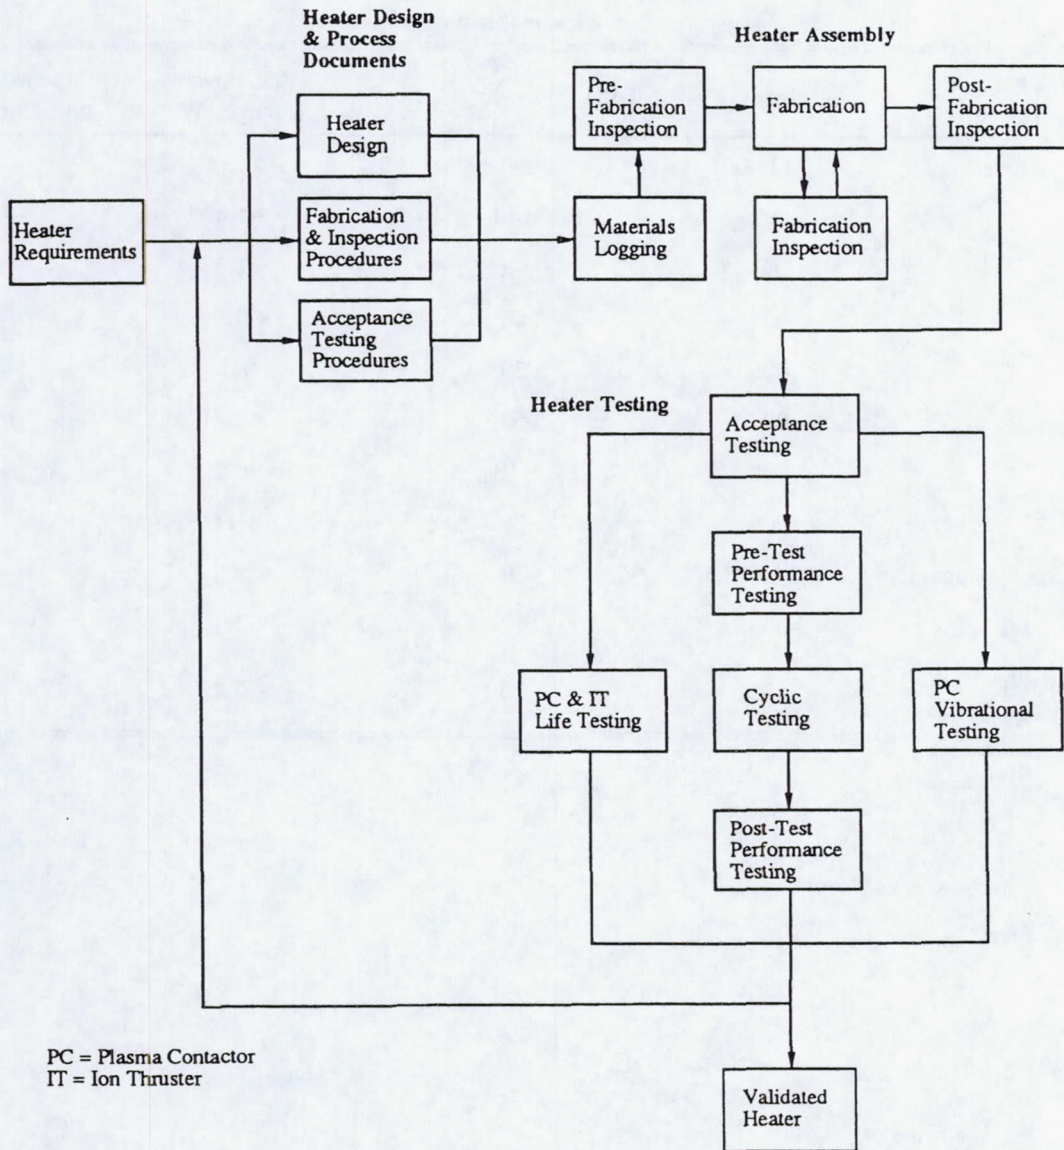 Heater Design
& Process
Documents
Heater Assembly
Heater
Requirements
Heater
Design
Fabrication
& Inspection
Procedures
Acceptance
Testing
Procedures
Pre-
Fabrication
Inspection
Fabrication
Post-
Fabrication
Inspection
Materials
Logging
Fabrication
Inspection
Heater Testing
Acceptance
Testing
Pre-Test
Performance
Testing
PC & IT
Life Testing
Cyclic
Testing
PC
Vibrational
Testing
Post-Test
Performance
Testing
PC = Plasma Contactor
IT = Ion Thruster
Validated
Heater